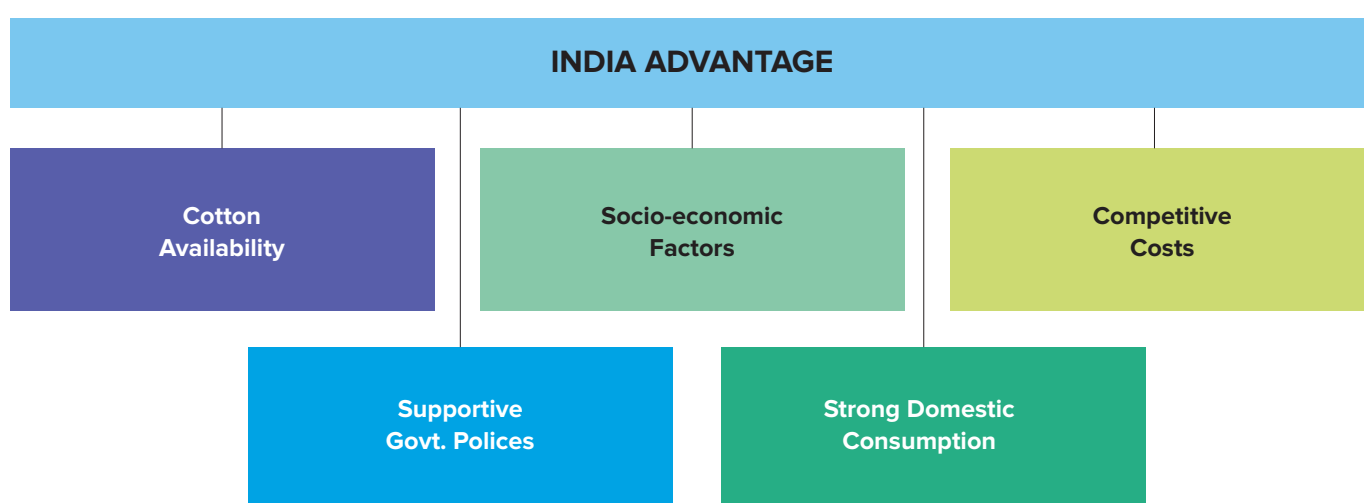 INDIA ADVANTAGE
Cotton
Availability
Socio-economic
Factors
Competitive
Costs
Supportive
Govt. Polices
Strong Domestic
Consumption